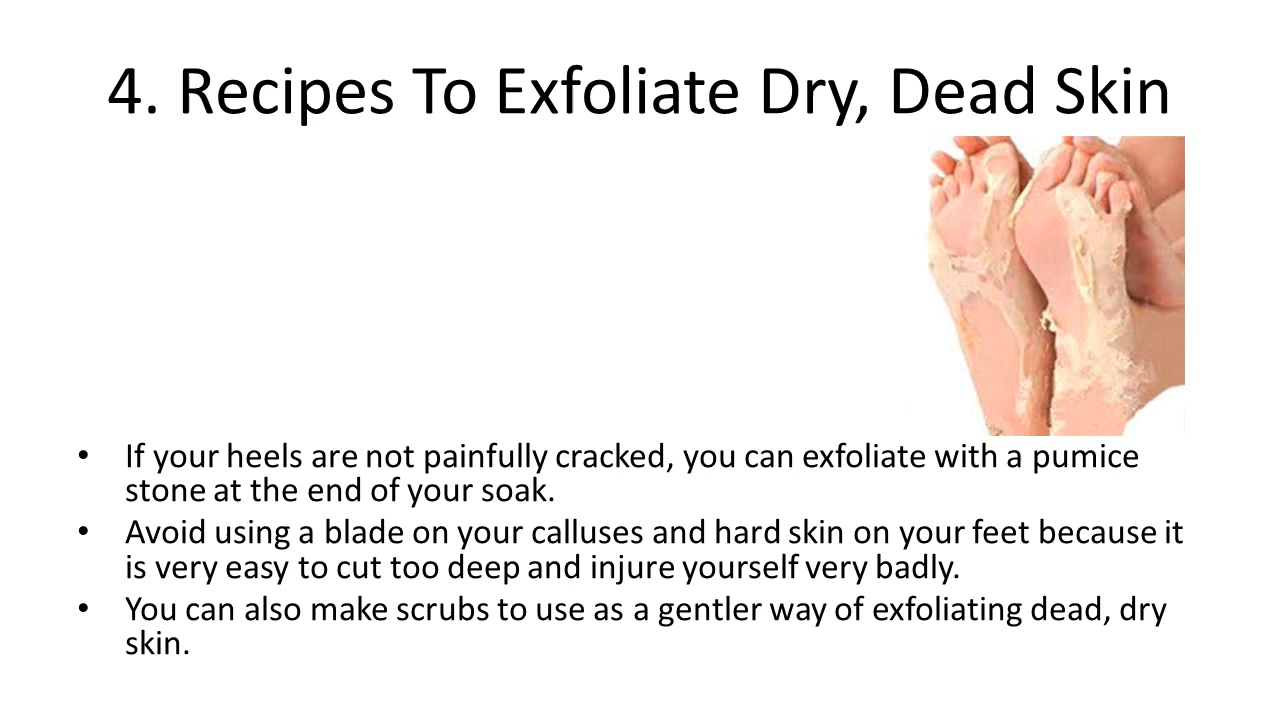 4. Recipes To Exfoliate Dry, Dead Skin
• If your heels are not painfully cracked, you can exfoliate with a pumice
stone at the end of your soak.
• Avoid using a blade on your calluses and hard skin on your feet because it
is very easy to cut too deep and injure yourself very badly.
• You can also make scrubs to use as a gentler way of exfoliating dead, dry
skin.